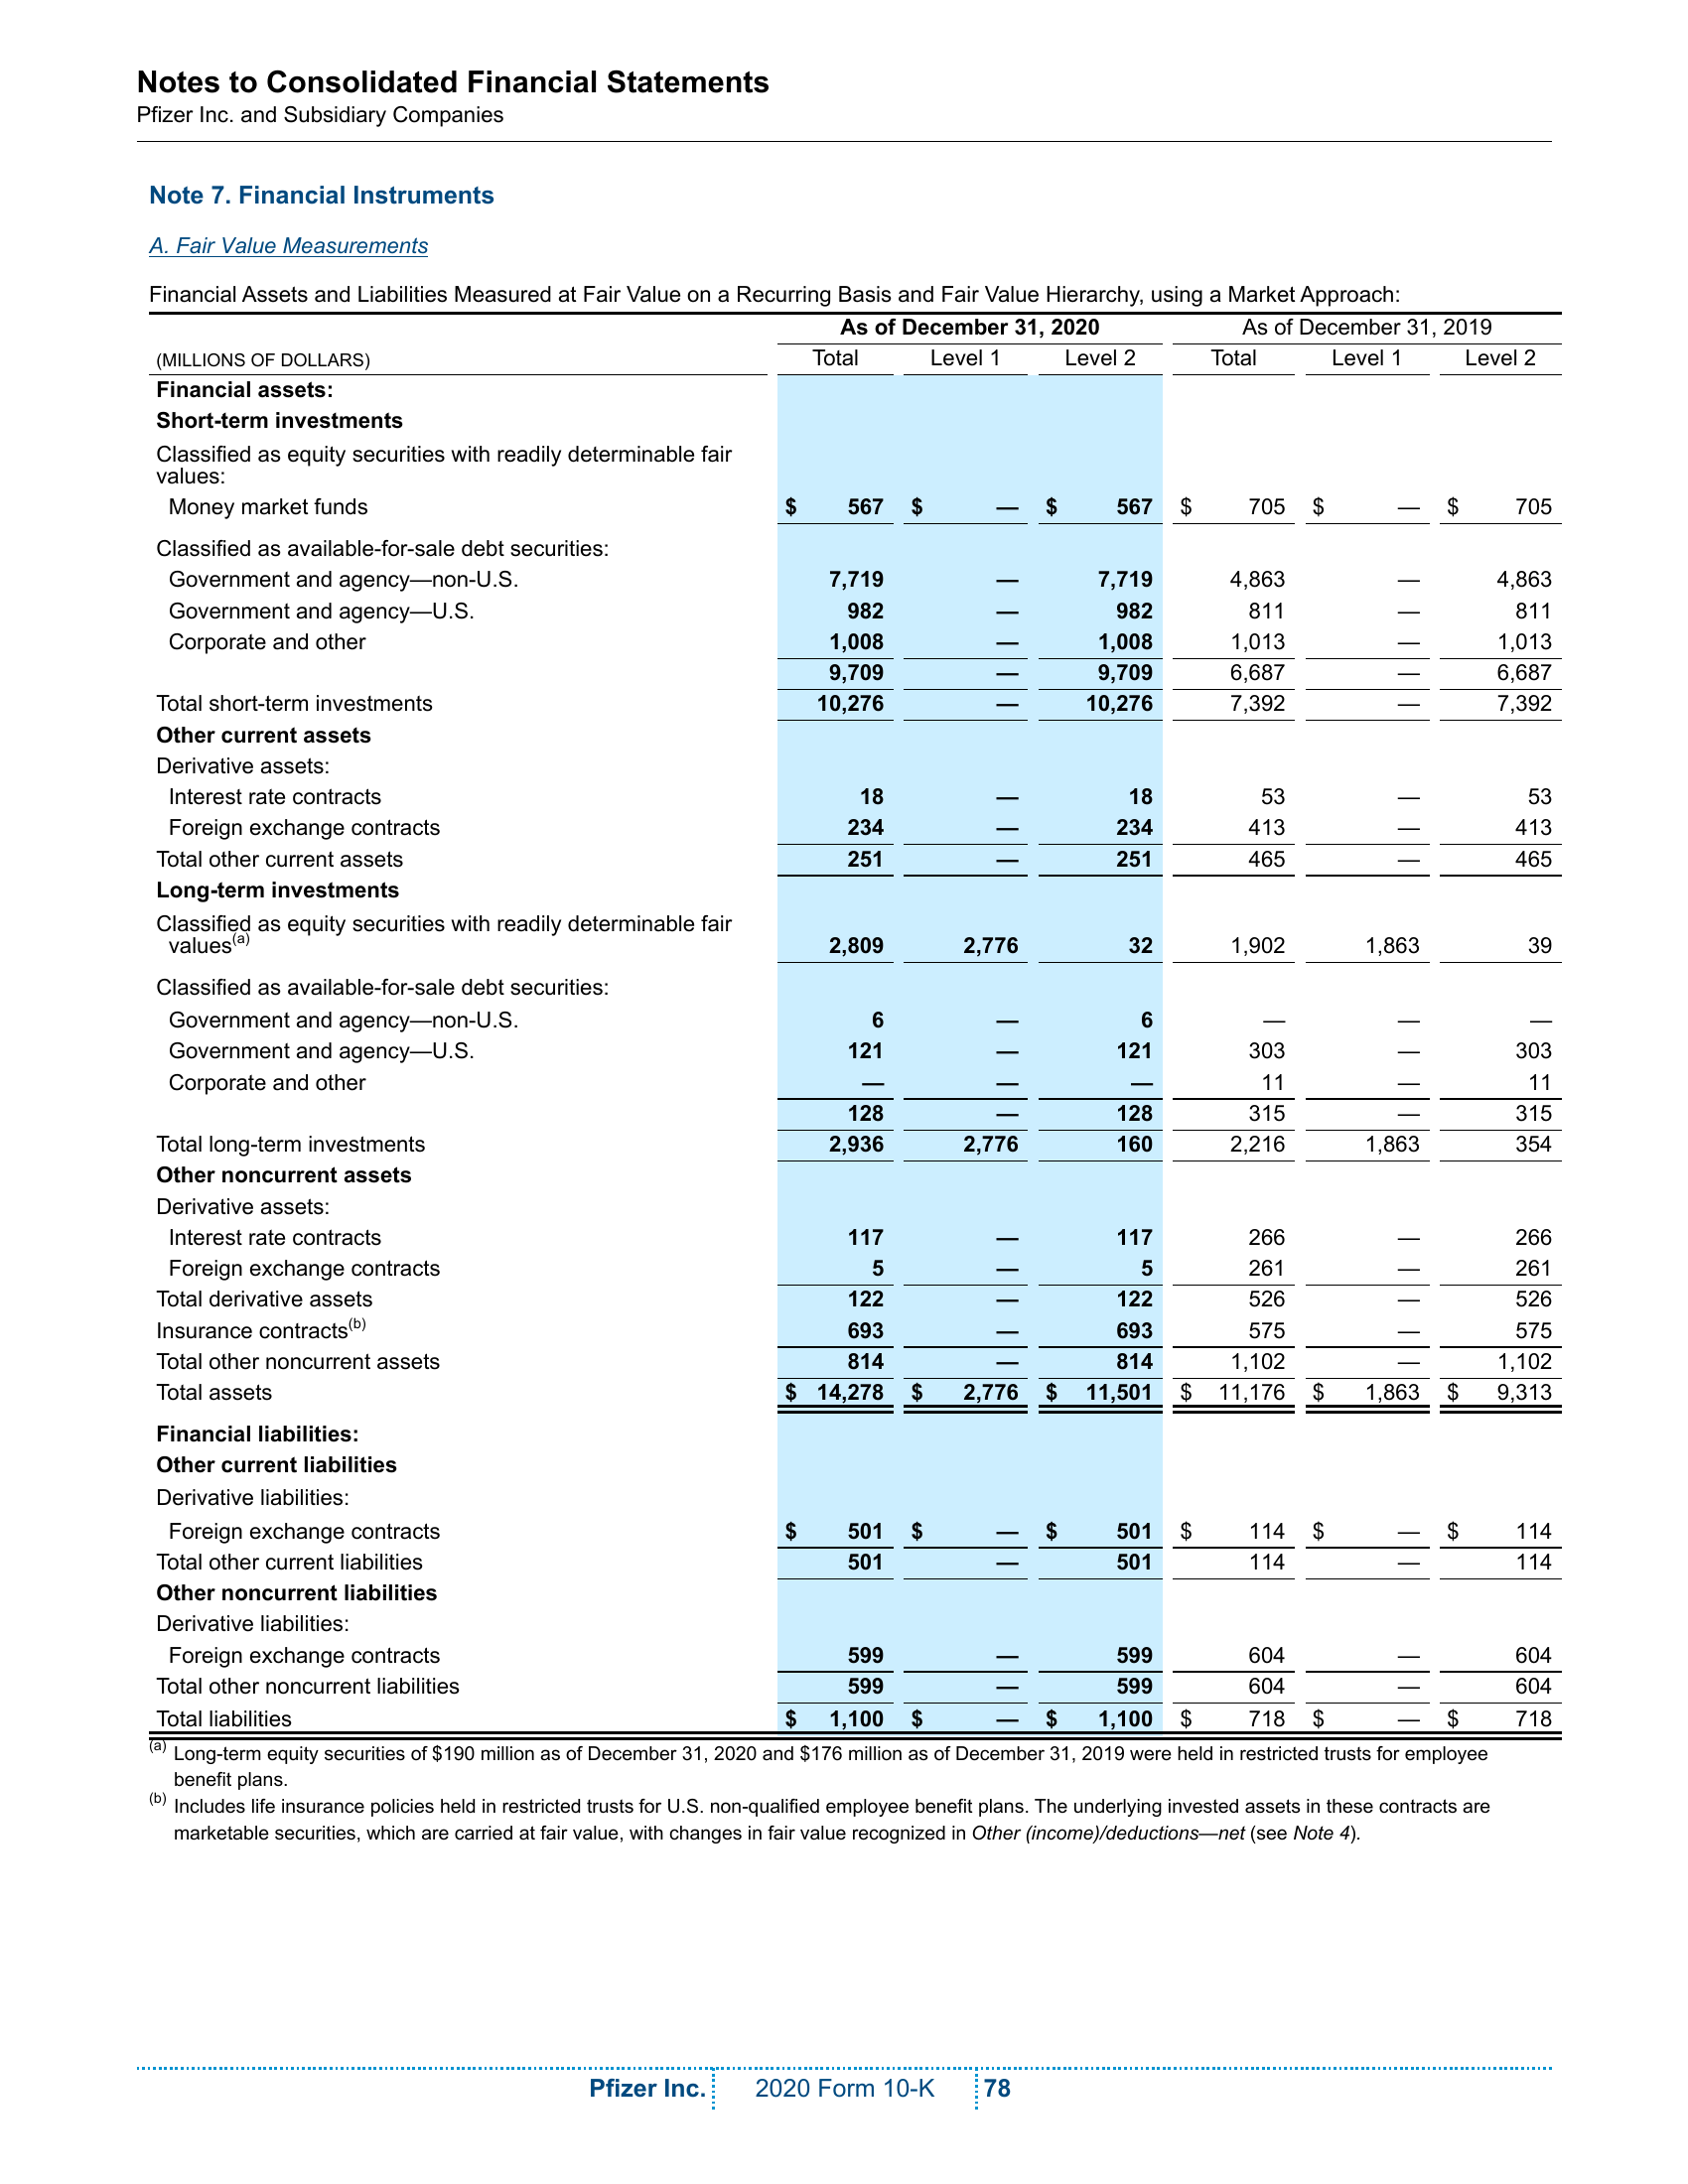 Notes to Consolidated Financial Statements
Pfizer Inc. and Subsidiary Companies
Note 7. Financial Instruments
A. Fair Value Measurements
Financial Assets and Liabilities Measured at Fair Value on a Recurring Basis and Fair Value Hierarchy, using a Market Approach:
As of December 31, 2020 As of December 31, 2019
(MILLIONS OF DOLLARS) Total Level 1 Level 2 Total Level 1 Level 2
Financial assets:
Short-term investments
Classified as equity securities with readily determinable fair
values:
Money market funds $ 567 $ — $ 567 $ 705 $ — $ 705
Classified as available-for-sale debt securities:
Government and agency—non-U.S. 7,719 — 7,719 4,863 — 4,863
Government and agency—U.S. 982 — 982 811 — 811
Corporate and other 1,008 — 1,008 1,013 — 1,013
9,709 — 9,709 6,687 — 6,687
Total short-term investments 10,276 — 10,276 7,392 — 7,392
Other current assets
Derivative assets:
Interest rate contracts 18 — 18 53 — 53
Foreign exchange contracts 234 — 234 413 — 413
Total other current assets 251 — 251 465 — 465
Long-term investments
Classified as equity securities with readily determinable fair
values(a) 2,809 2,776 32 1,902 1,863 39
Classified as available-for-sale debt securities:
Government and agency—non-U.S. 6 — 6 — — —
Government and agency—U.S. 121 — 121 303 — 303
Corporate and other — — — 11 — 11
128 — 128 315 — 315
Total long-term investments 2,936 2,776 160 2,216 1,863 354
Other noncurrent assets
Derivative assets:
Interest rate contracts 117 — 117 266 — 266
Foreign exchange contracts 5 — 5 261 — 261
Total derivative assets 122 — 122 526 — 526
Insurance contracts(b) 693 — 693 575 — 575
Total other noncurrent assets 814 — 814 1,102 — 1,102
Total assets $ 14,278 $ 2,776 $ 11,501 $ 11,176 $ 1,863 $ 9,313
Financial liabilities:
Other current liabilities
Derivative liabilities:
Foreign exchange contracts $ 501 $ — $ 501 $ 114 $ — $ 114
Total other current liabilities 501 — 501 114 — 114
Other noncurrent liabilities
Derivative liabilities:
Foreign exchange contracts 599 — 599 604 — 604
Total other noncurrent liabilities 599 — 599 604 — 604
Total liabilities $ 1,100 $ — $ 1,100 $ 718 $ — $ 718
(a) Long-term equity securities of $190 million as of December 31, 2020 and $176 million as of December 31, 2019 were held in restricted trusts for employee
benefit plans.
(b) Includes life insurance policies held in restricted trusts for U.S. non-qualified employee benefit plans. The underlying invested assets in these contracts are
marketable securities, which are carried at fair value, with changes in fair value recognized in Other (income)/deductions—net (see Note 4).
Pfizer Inc. 2020 Form 10-K 78